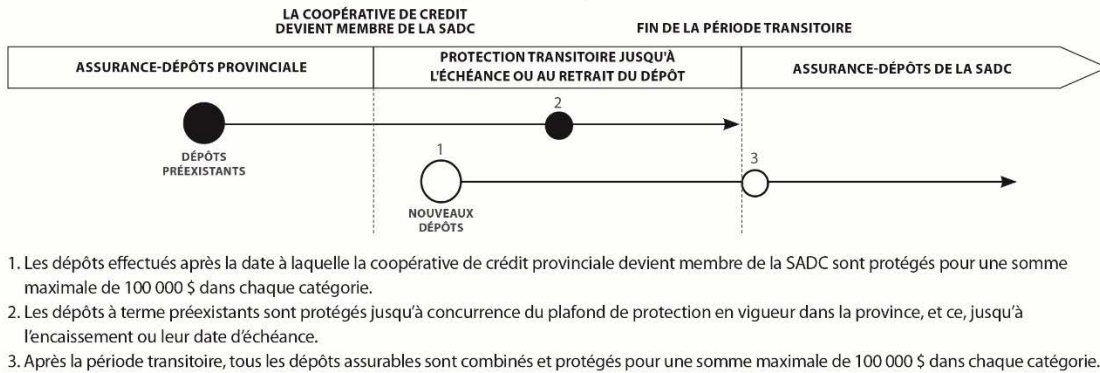 LA COOPÉRATIVE DE CREDIT
DEVIENT MEMBRE DE LA SADC
FIN DE LA PÉRIODE TRANSITOIRE
ASSURANCE-DÉPÔTS PROVINCIALE
PROTECTION TRANSITOIRE JUSQU'À
L'ÉCHÉANCE OU AU RETRAIT DU DÉPÔT
ASSURANCE-DÉPÔTS DE LA SADC
2
DÉPÔTS
PRÉEXISTANTS
1
3
NOUVEAUX
DÉPÔTS
1. Les dépôts effectués après la date à laquelle la coopérative de crédit provinciale devient membre de la SADC sont protégés pour une somme
maximale de 100 000 $ dans chaque catégorie.
2. Les dépôts à terme préexistants sont protégés jusqu'à concurrence du plafond de protection en vigueur dans la province, et ce, jusqu'à
l'encaissement ou leur date d'échéance.
3. Après la période transitoire, tous les dépôts assurables sont combinés et protégés pour une somme maximale de 100 000 $ dans chaque catégorie.